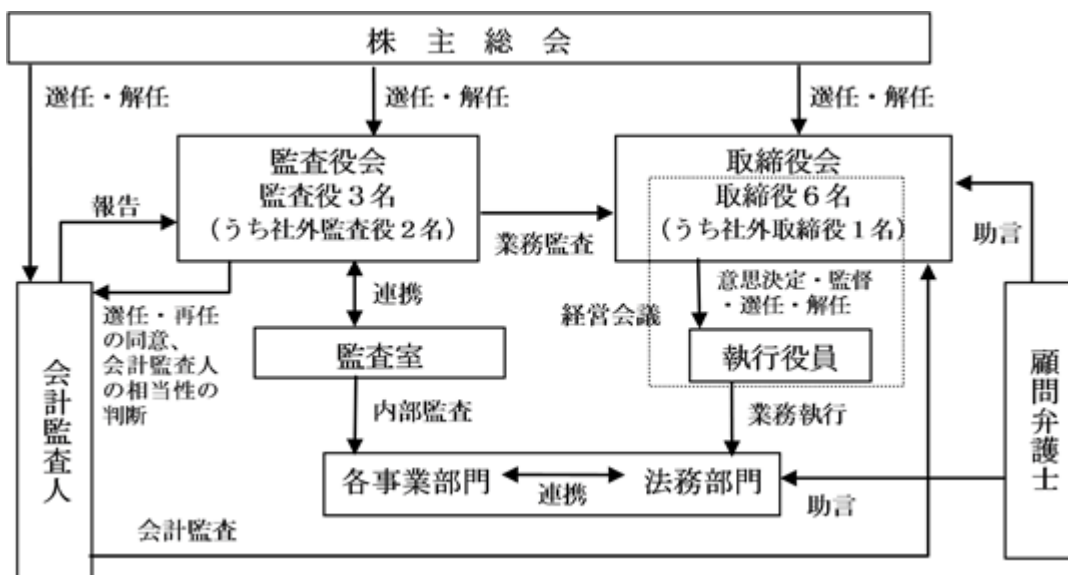 株主総会
選任・解任
選任・解任
選任・解任
監査役会
監査役3名
(うち社外監査役2名)
取締役会
取締役6名
(うち社外取締役1名)
報告
業務監査
助言
選任・再任
の同意、
会計監査人
の相当性の
判断
連携
意思決定・監督
・選任・解任
経営会議
監査室
執行役員
会計監査人
顧問弁護士
内部監査
業務執行
各事業部門
連携
法務部門
助言
会計監査